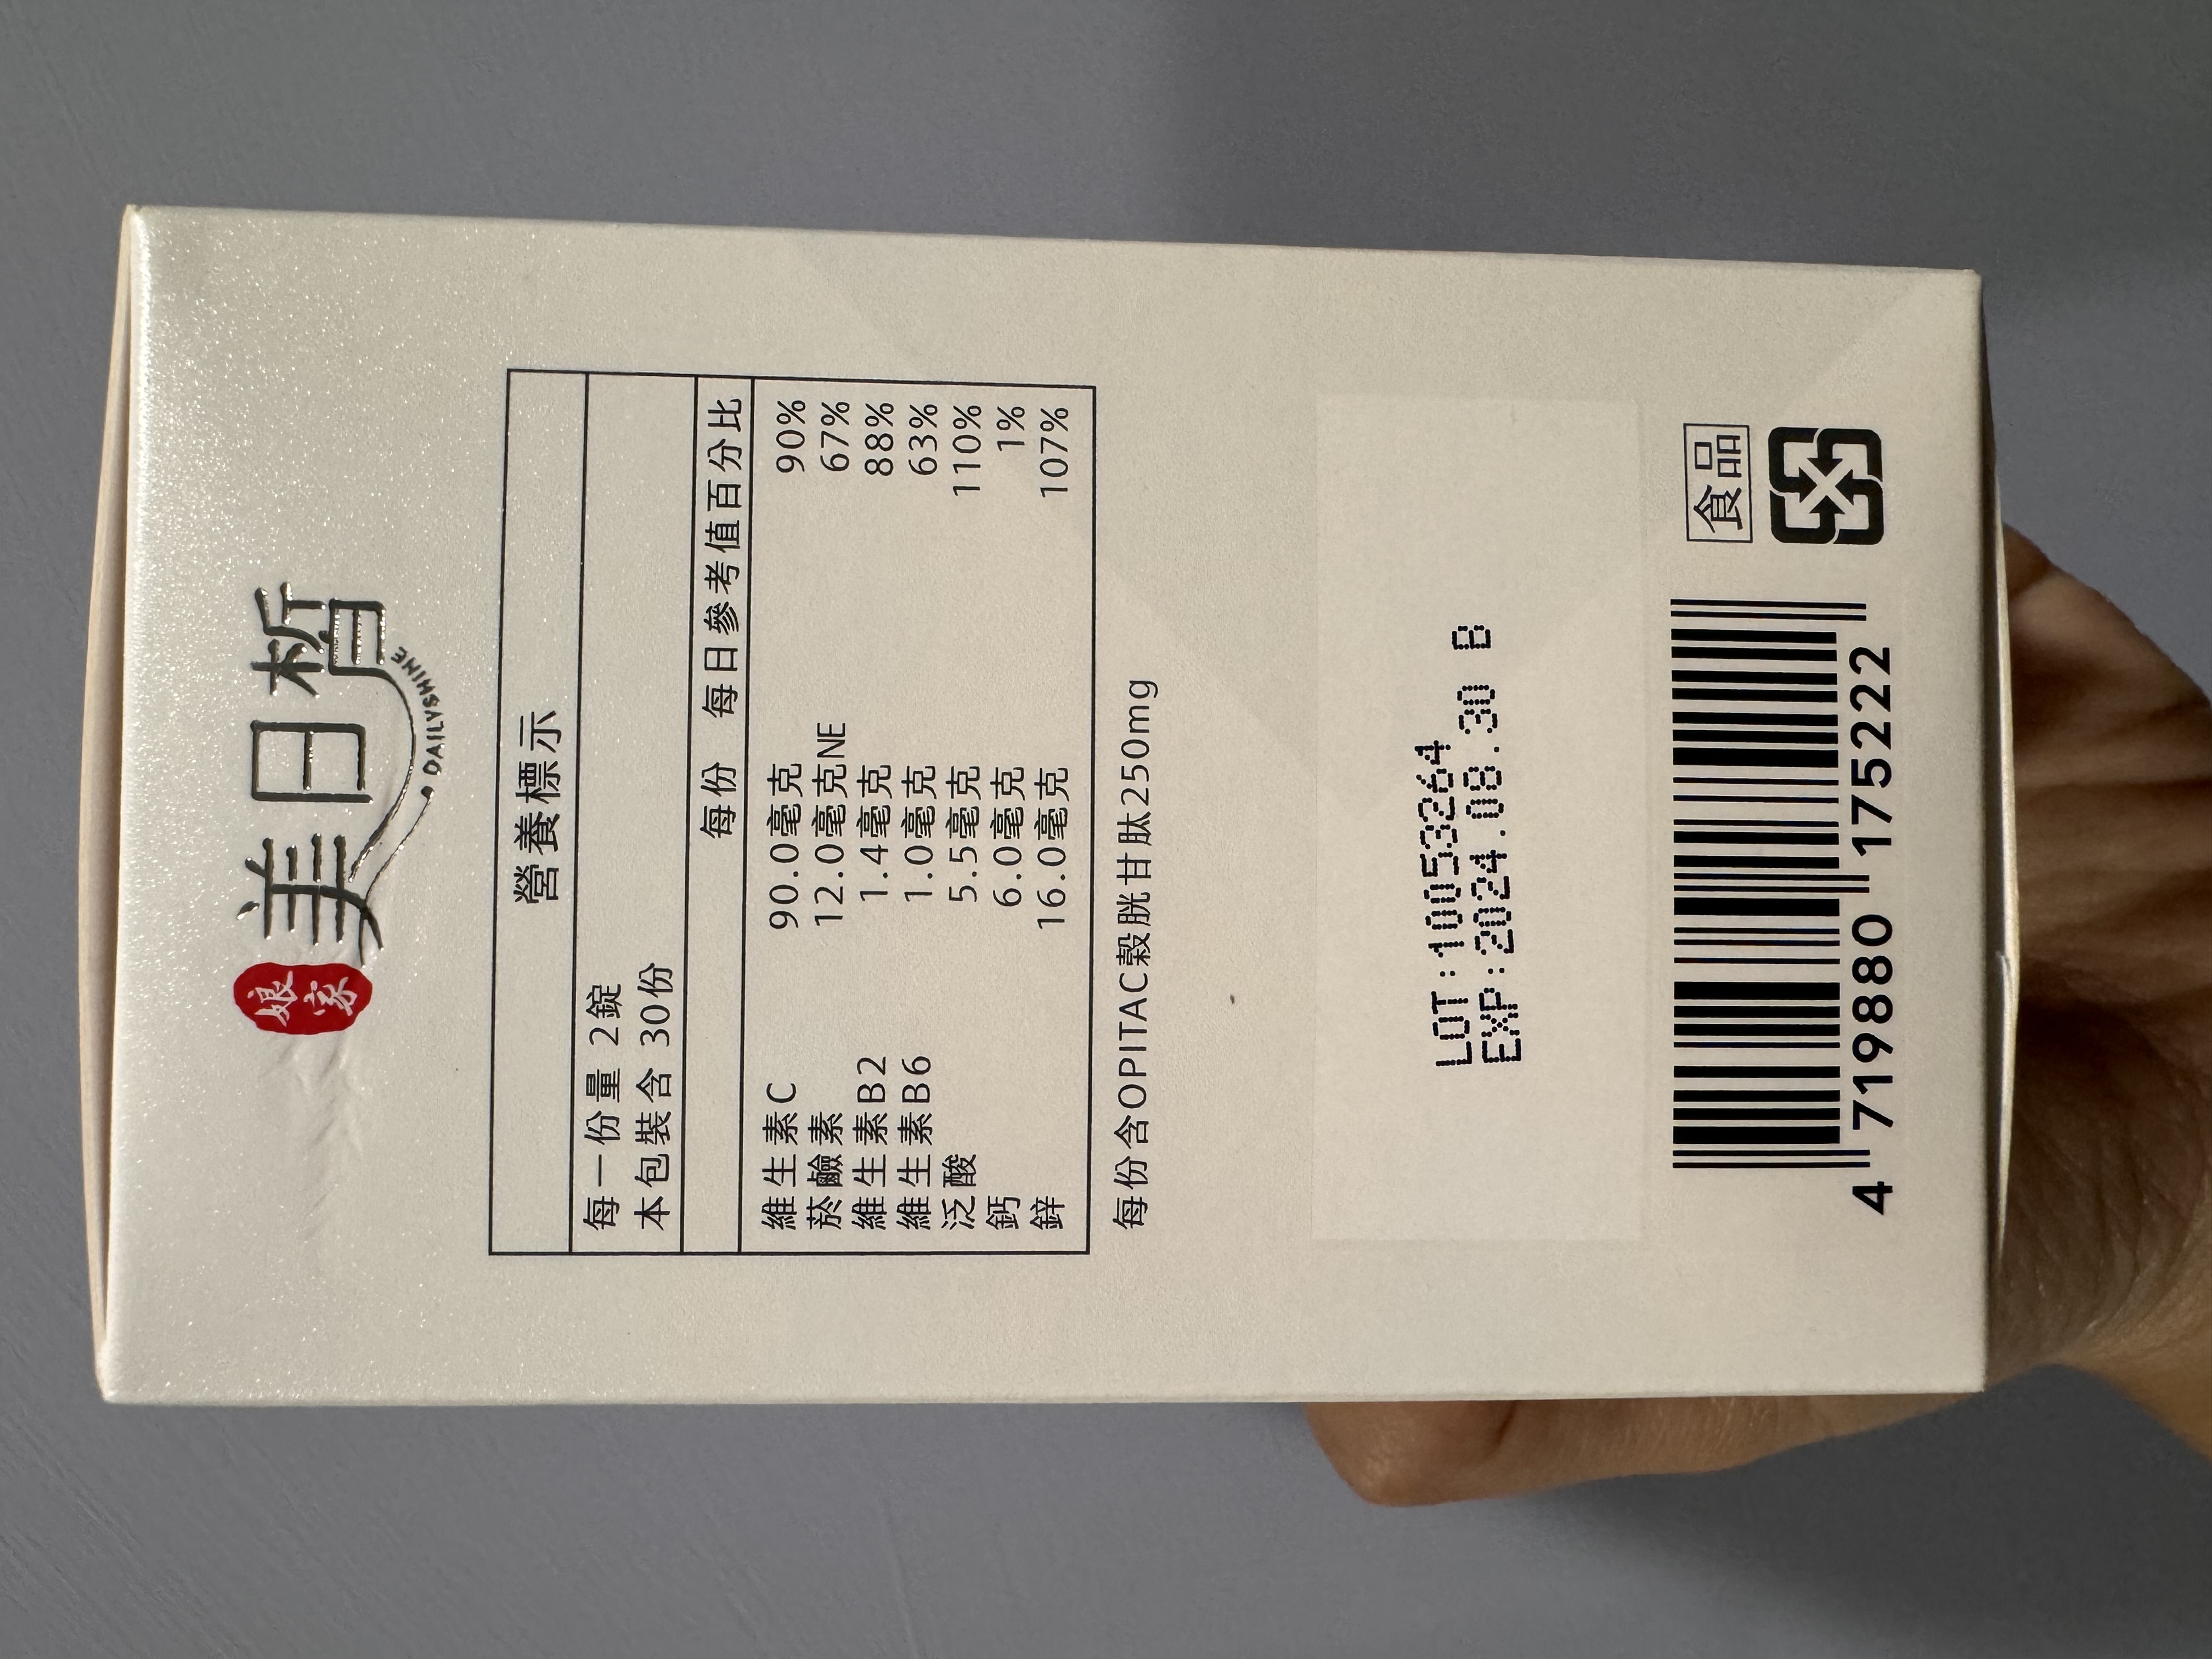 娘家
美日皙
DAILYSHINE
營養標示
每一份量 2錠
本包裝含 30份
每份 每日參考值百分比
維生素C 90.0毫克 90%
菸鹼素 12.0毫克NE 67%
維生素B2 1.4毫克 88%
維生素B6 1.0毫克 63%
泛酸 5.5毫克 110%
鈣 6.0毫克 1%
鋅 16.0毫克 107%
每份含OPITAC穀胱甘肽250mg
LOT:10053264
EXP:2024.08.30 B
食品
4 719880 175222